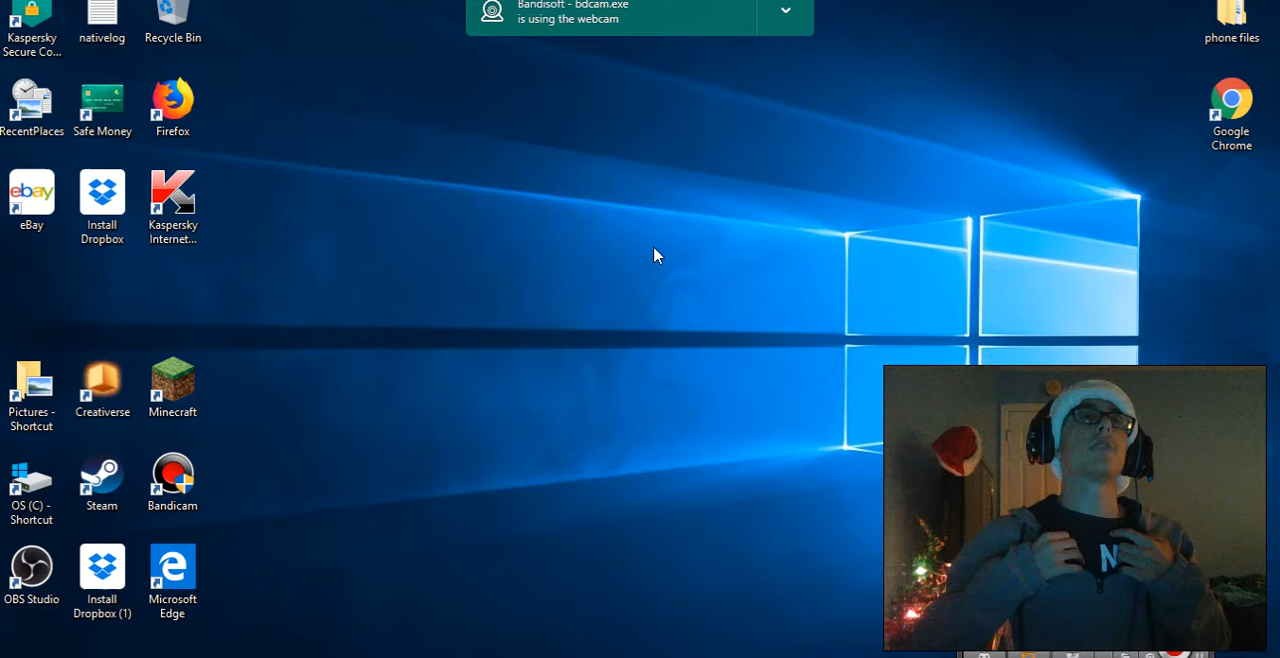 Bandisoft - bdcam.exe
is using the webcam
Kaspersky
Secure Co...
nativelog
Recycle Bin
phone files
RecentPlaces
Safe Money
Firefox
Google
Chrome
ebay
eBay
Install
Dropbox
Kaspersky
Internet...
Pictures -
Shortcut
Creativerse
Minecraft
OS (C) -
Shortcut
Steam
Bandicam
OBS Studio
Install
Dropbox (1)
Microsoft
Edge
N